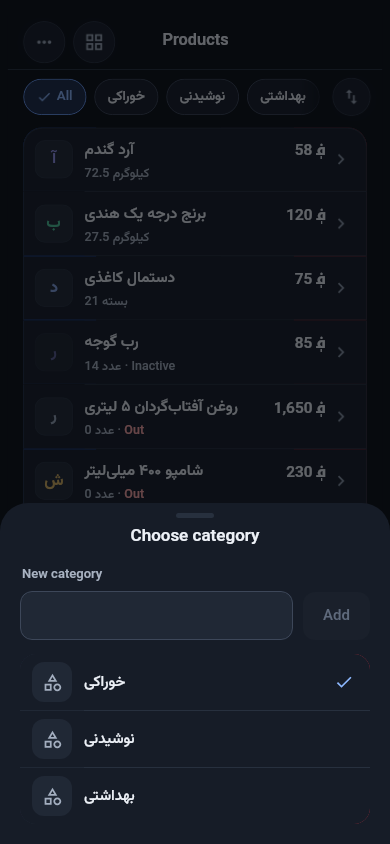 Products
All
خوراکی
نوشیدنی
بهداشتی
آ
آرد گندم
58 ؋
72.5 کیلوگرم
ب
برنج درجه یک هندی
120 ؋
27.5 کیلوگرم
د
دستمال کاغذی
75 ؋
21 بسته
ر
رب گوجه
85 ؋
14 عدد · Inactive
ر
روغن آفتاب‌گردان ۵ لیتری
1,650 ؋
0 عدد · Out
ش
شامپو ۴۰۰ میلی‌لیتر
230 ؋
0 عدد · Out
Choose category
New category
Add
خوراکی
نوشیدنی
بهداشتی